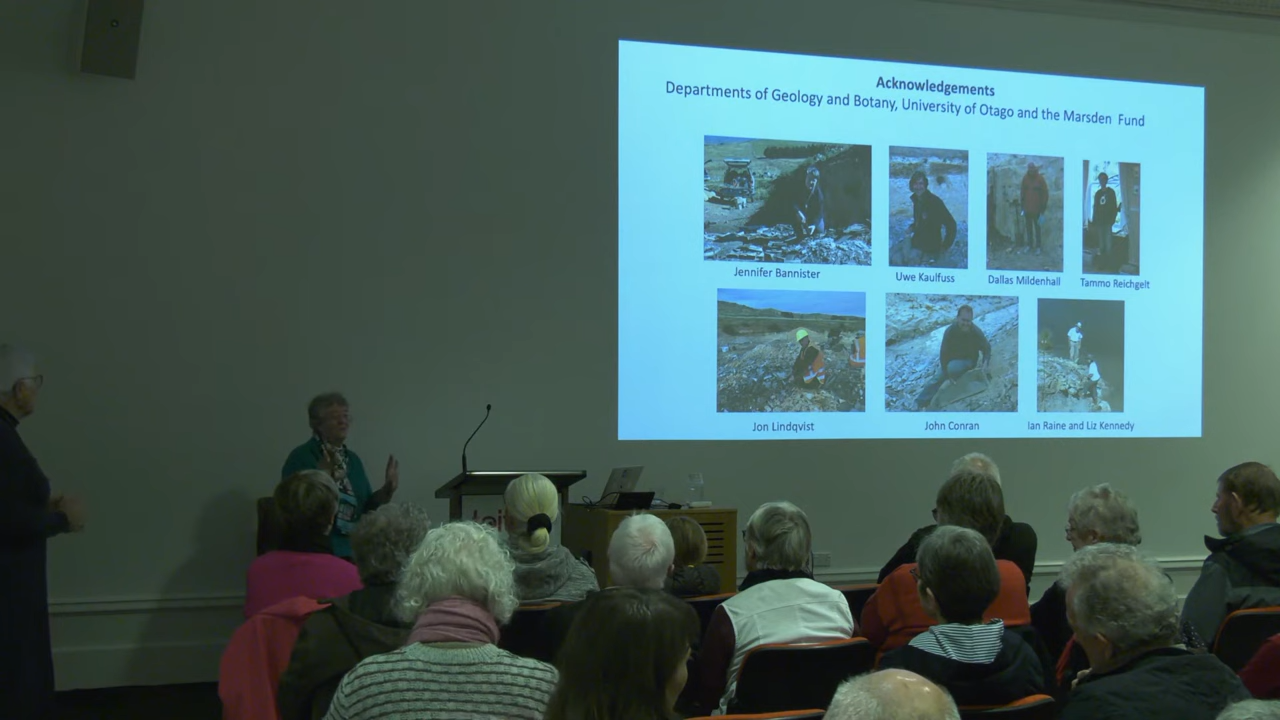 Acknowledgements
Departments of Geology and Botany, University of Otago and the Marsden Fund
Jennifer Bannister
Uwe Kaulfuss
Dallas Mildenhall
Tammo Reichgelt
Jon Lindqvist
John Conran
Ian Raine and Liz Kennedy